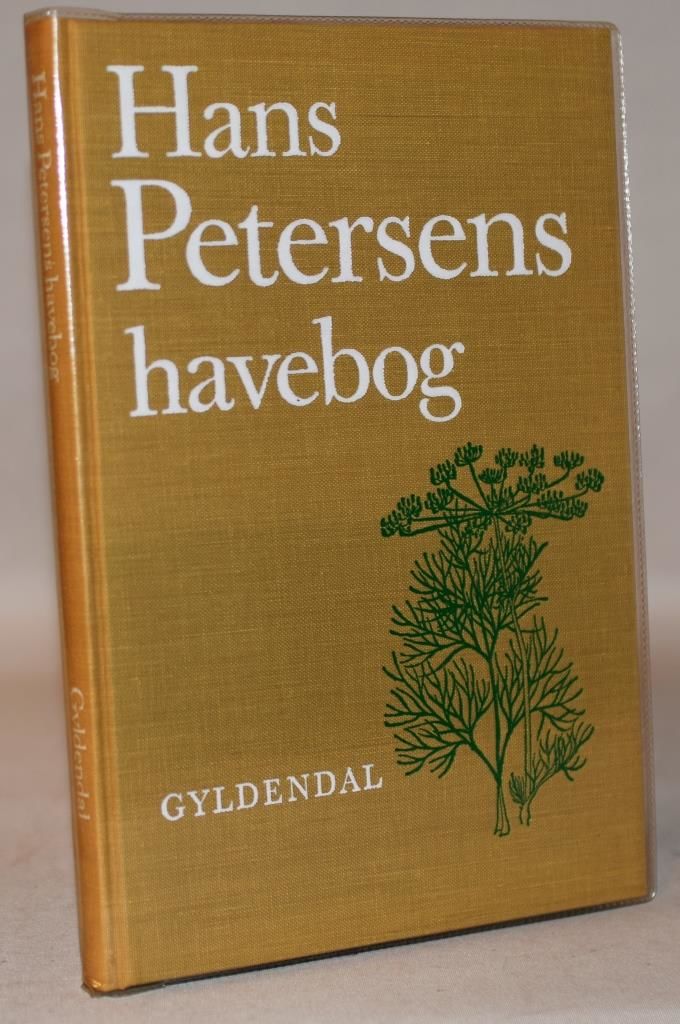 Hans
Petersens
havebog
GYLDENDAL
Hans Petersens havebog
Gyldendal